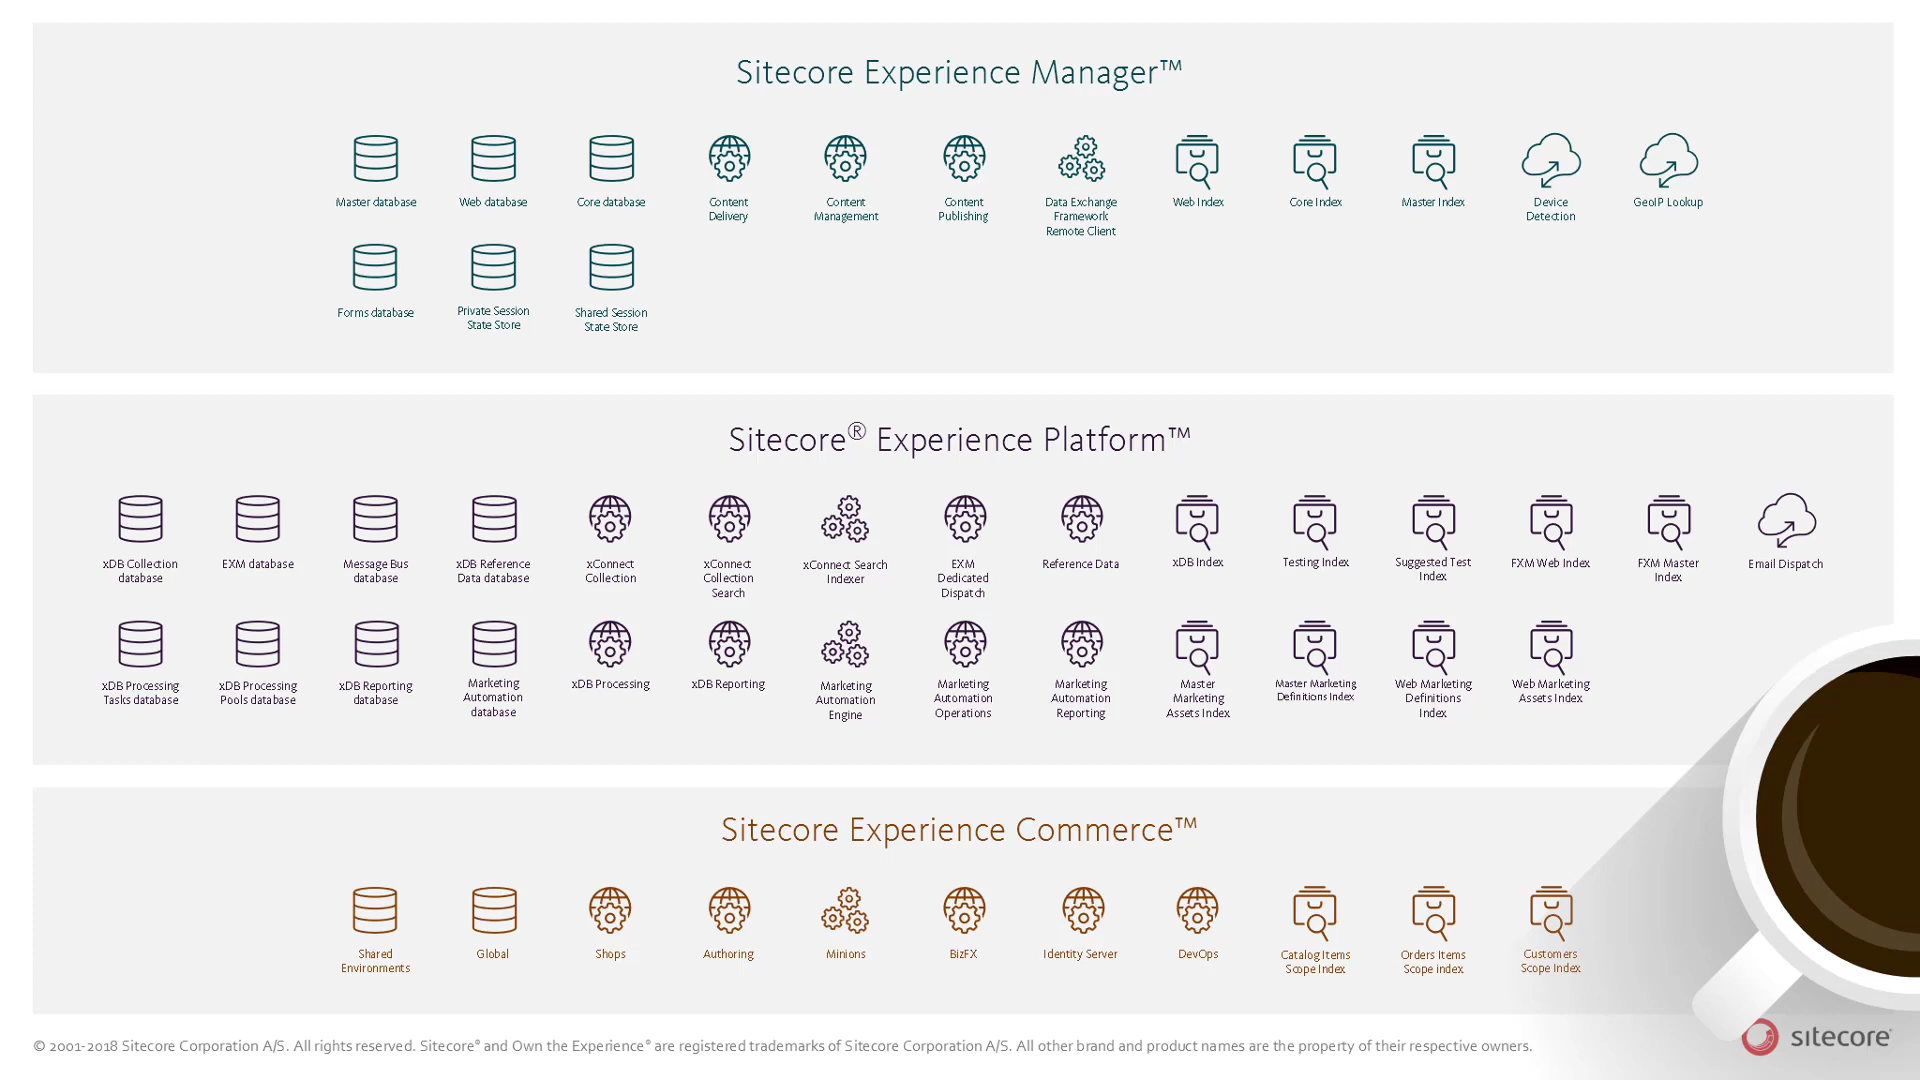 Sitecore Experience Manager™
Master database
Web database
Core database
Content
Delivery
Content
Management
Content
Publishing
Data Exchange
Framework
Remote Client
Web Index
Core Index
Master Index
Device
Detection
GeoIP Lookup
Forms database
Private Session
State Store
Shared Session
State Store
Sitecore® Experience Platform™
xDB Collection
database
EXM database
Message Bus
database
xDB Reference
Data database
xConnect
Collection
xConnect
Collection
Search
xConnect Search
Indexer
EXM
Dedicated
Dispatch
Reference Data
xDB Index
Testing Index
Suggested Test
Index
FXM Web Index
FXM Master
Index
Email Dispatch
xDB Processing
Tasks database
xDB Processing
Pools database
xDB Reporting
database
Marketing
Automation
database
xDB Processing
xDB Reporting
Marketing
Automation
Engine
Marketing
Automation
Operations
Marketing
Automation
Reporting
Master
Marketing
Assets Index
Master Marketing
Definitions Index
Web Marketing
Definitions
Index
Web Marketing
Assets Index
Sitecore Experience Commerce™
Shared
Environments
Global
Shops
Authoring
Minions
BizFX
Identity Server
DevOps
Catalog Items
Scope Index
Orders Items
Scope index
Customers
Scope Index
© 2001-2018 Sitecore Corporation A/S. All rights reserved. Sitecore® and Own the Experience® are registered trademarks of Sitecore Corporation A/S. All other brand and product names are the property of their respective owners.
sitecore